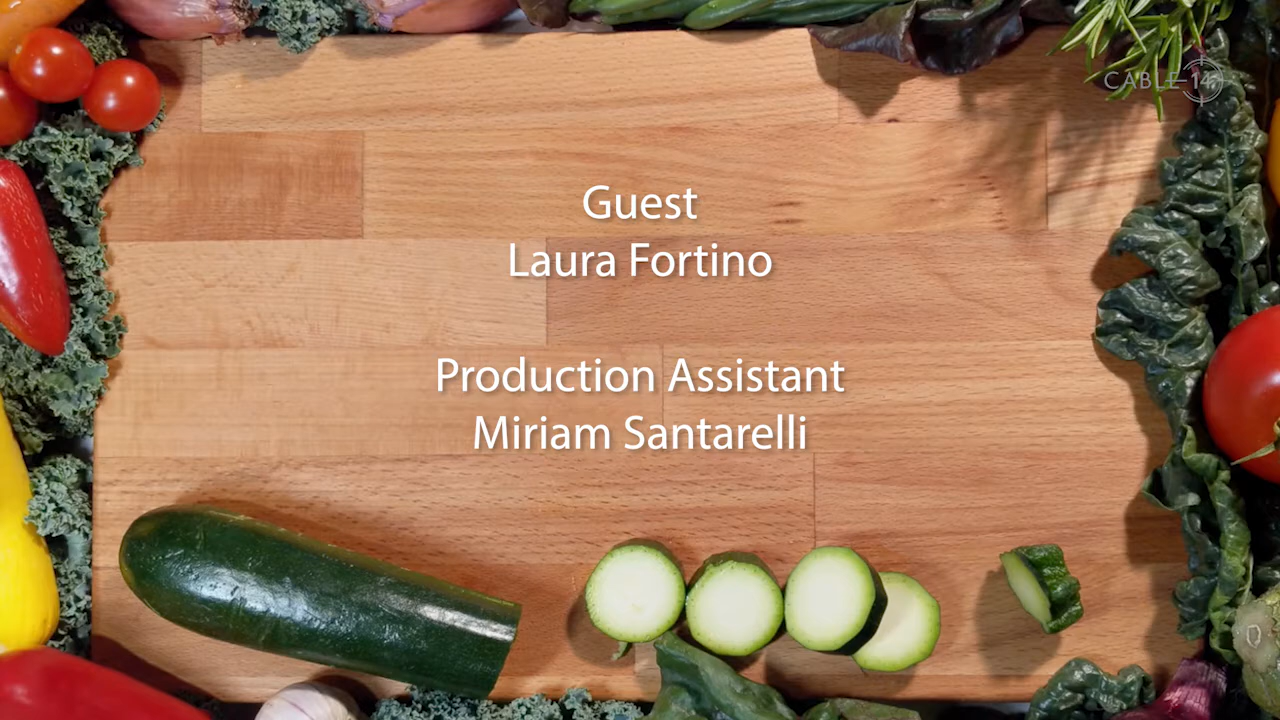 CABLE 14
Guest
Laura Fortino
Production Assistant
Miriam Santarelli